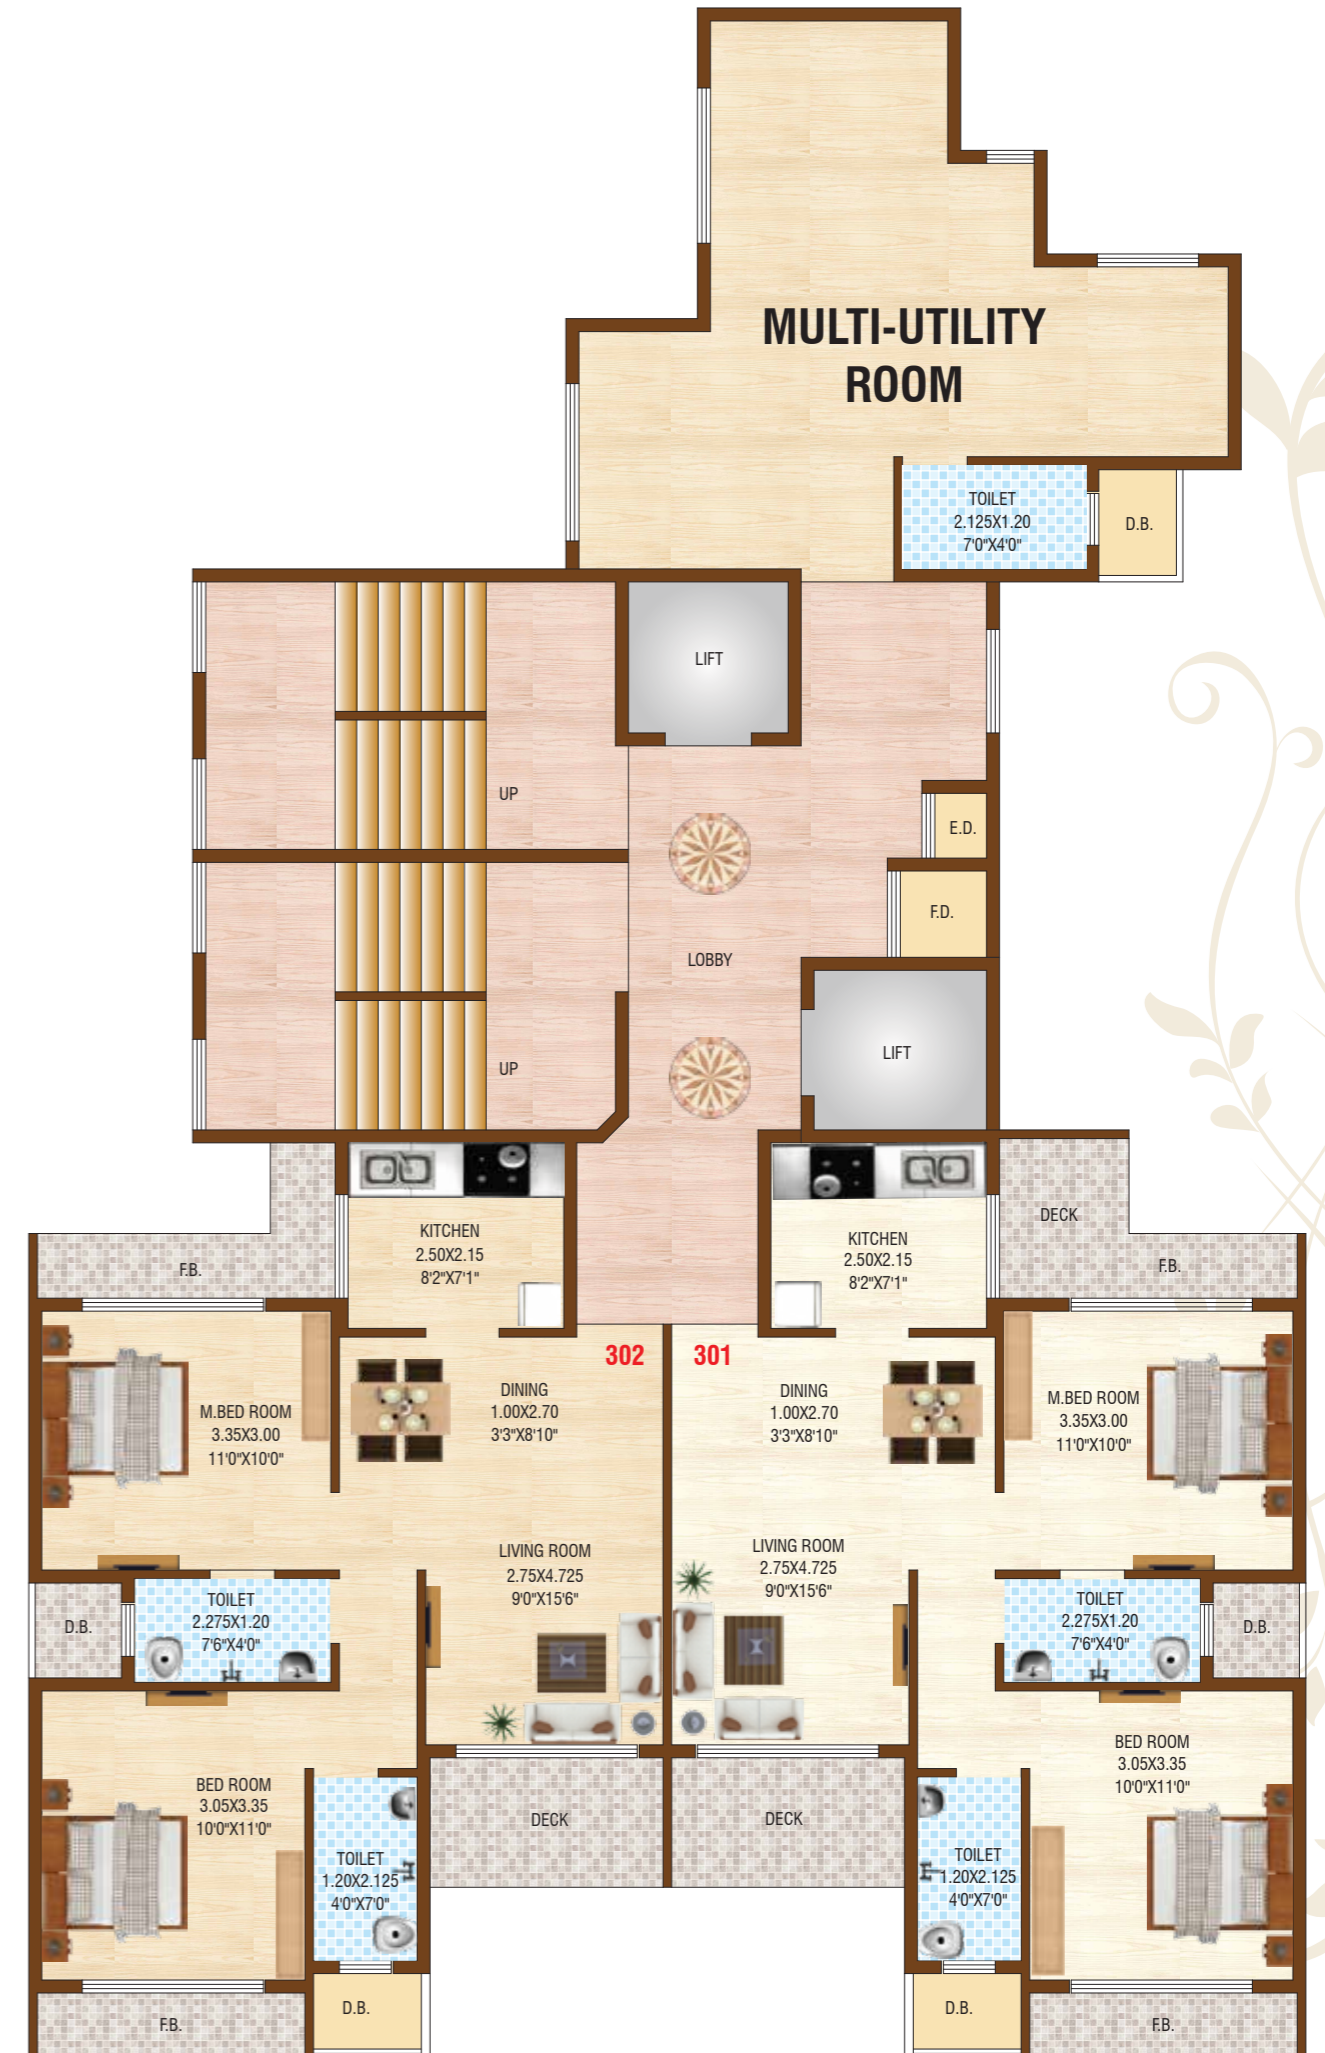 MULTI-UTILITY
ROOM
TOILET
2.125X1.20
7'0"X4'0"
D.B.
LIFT
UP
E.D.
F.D.
LOBBY
LIFT
UP
KITCHEN
2.50X2.15
8'2"X7'1"
KITCHEN
2.50X2.15
8'2"X7'1"
DECK
F.B.
F.B.
302
301
M.BED ROOM
3.35X3.00
11'0"X10'0"
DINING
1.00X2.70
3'3"X8'10"
DINING
1.00X2.70
3'3"X8'10"
M.BED ROOM
3.35X3.00
11'0"X10'0"
LIVING ROOM
2.75X4.725
9'0"X15'6"
LIVING ROOM
2.75X4.725
9'0"X15'6"
D.B.
TOILET
2.275X1.20
7'6"X4'0"
TOILET
2.275X1.20
7'6"X4'0"
D.B.
BED ROOM
3.05X3.35
10'0"X11'0"
BED ROOM
3.05X3.35
10'0"X11'0"
DECK
DECK
TOILET
1.20X2.125
4'0"X7'0"
TOILET
1.20X2.125
4'0"X7'0"
F.B.
D.B.
D.B.
F.B.